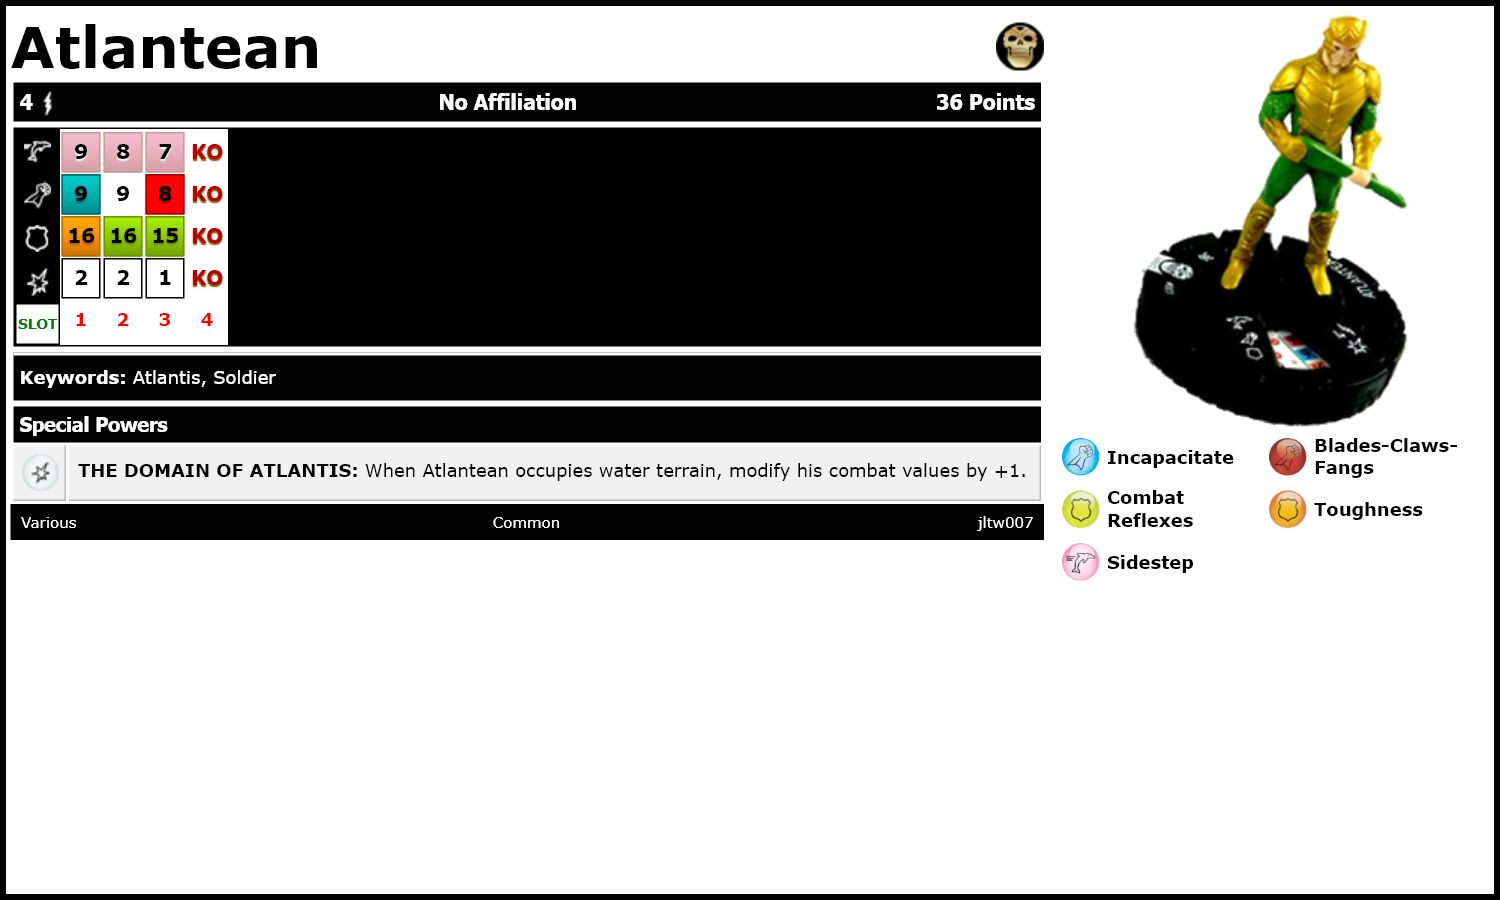 Atlantean
4 No Affiliation 36 Points
9 8 7 KO
9 9 8 KO
16 16 15 KO
2 2 1 KO
SLOT 1 2 3 4
Keywords: Atlantis, Soldier
Special Powers
THE DOMAIN OF ATLANTIS: When Atlantean occupies water terrain, modify his combat values by +1.
Various Common jltw007
Incapacitate
Blades-Claws-
Fangs
Combat
Reflexes
Toughness
Sidestep